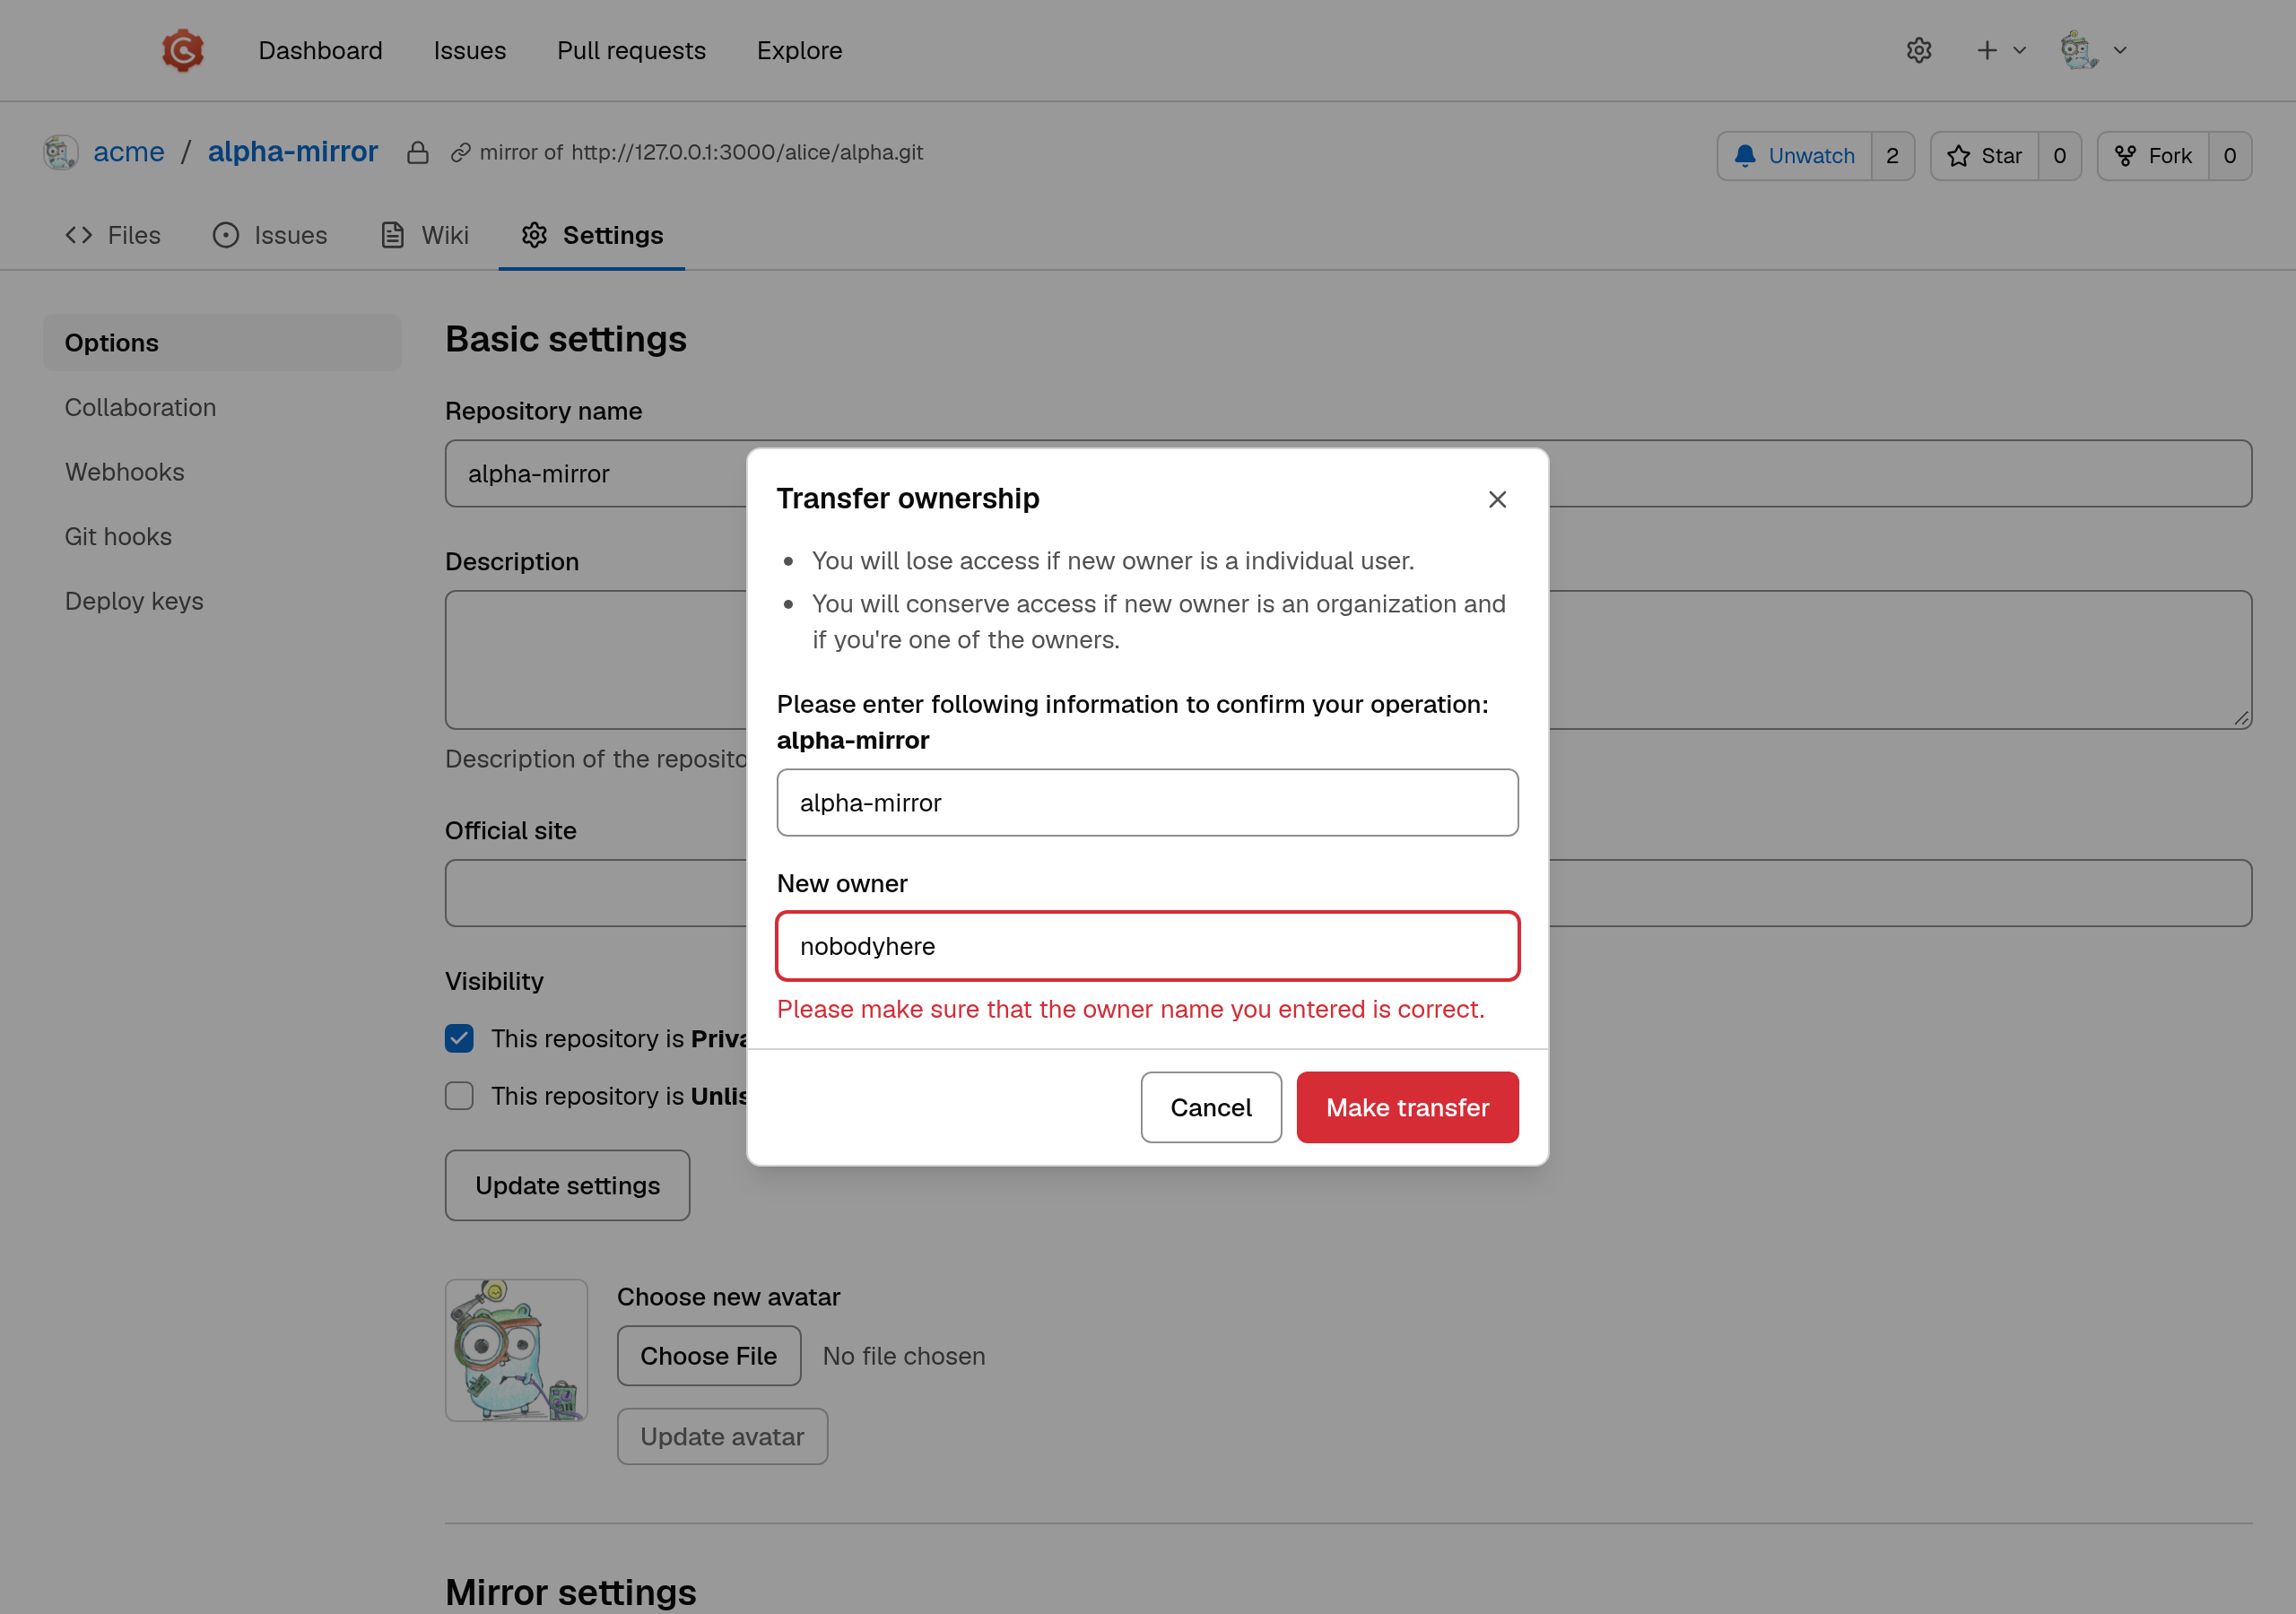 Dashboard
Issues
Pull requests
Explore
acme / alpha-mirror
mirror of http://127.0.0.1:3000/alice/alpha.git
Unwatch 2
Star 0
Fork 0
Files
Issues
Wiki
Settings
Options
Collaboration
Webhooks
Git hooks
Deploy keys
Basic settings
Repository name
alpha-mirror
Description
Description of the reposito
Official site
Visibility
This repository is Priva
This repository is Unlis
Update settings
Choose new avatar
Choose File No file chosen
Update avatar
Mirror settings
Transfer ownership
You will lose access if new owner is a individual user.
You will conserve access if new owner is an organization and
if you're one of the owners.
Please enter following information to confirm your operation:
alpha-mirror
alpha-mirror
New owner
nobodyhere
Please make sure that the owner name you entered is correct.
Cancel
Make transfer